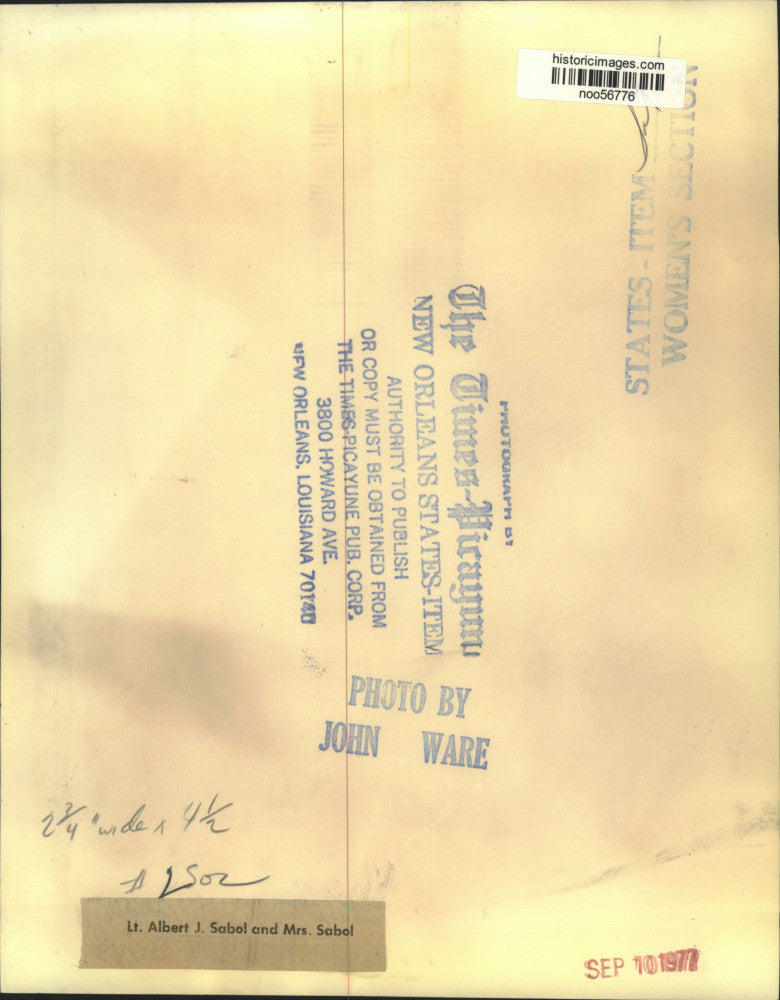 historicimages.com
noo56776
STATES-ITEM
WOMEN'S SECTION
PHOTOGRAPH BY
The Times-Picayune
NEW ORLEANS STATES-ITEM
AUTHORITY TO PUBLISH
OR COPY MUST BE OBTAINED FROM
THE TIMES-PICAYUNE PUB. CORP.
3800 HOWARD AVE.
NEW ORLEANS, LOUISIANA 70140
PHOTO BY
JOHN WARE
2 3/4 "wide x 4 1/2
Lt. Albert J. Sabol and Mrs. Sabol
SEP 10 1977